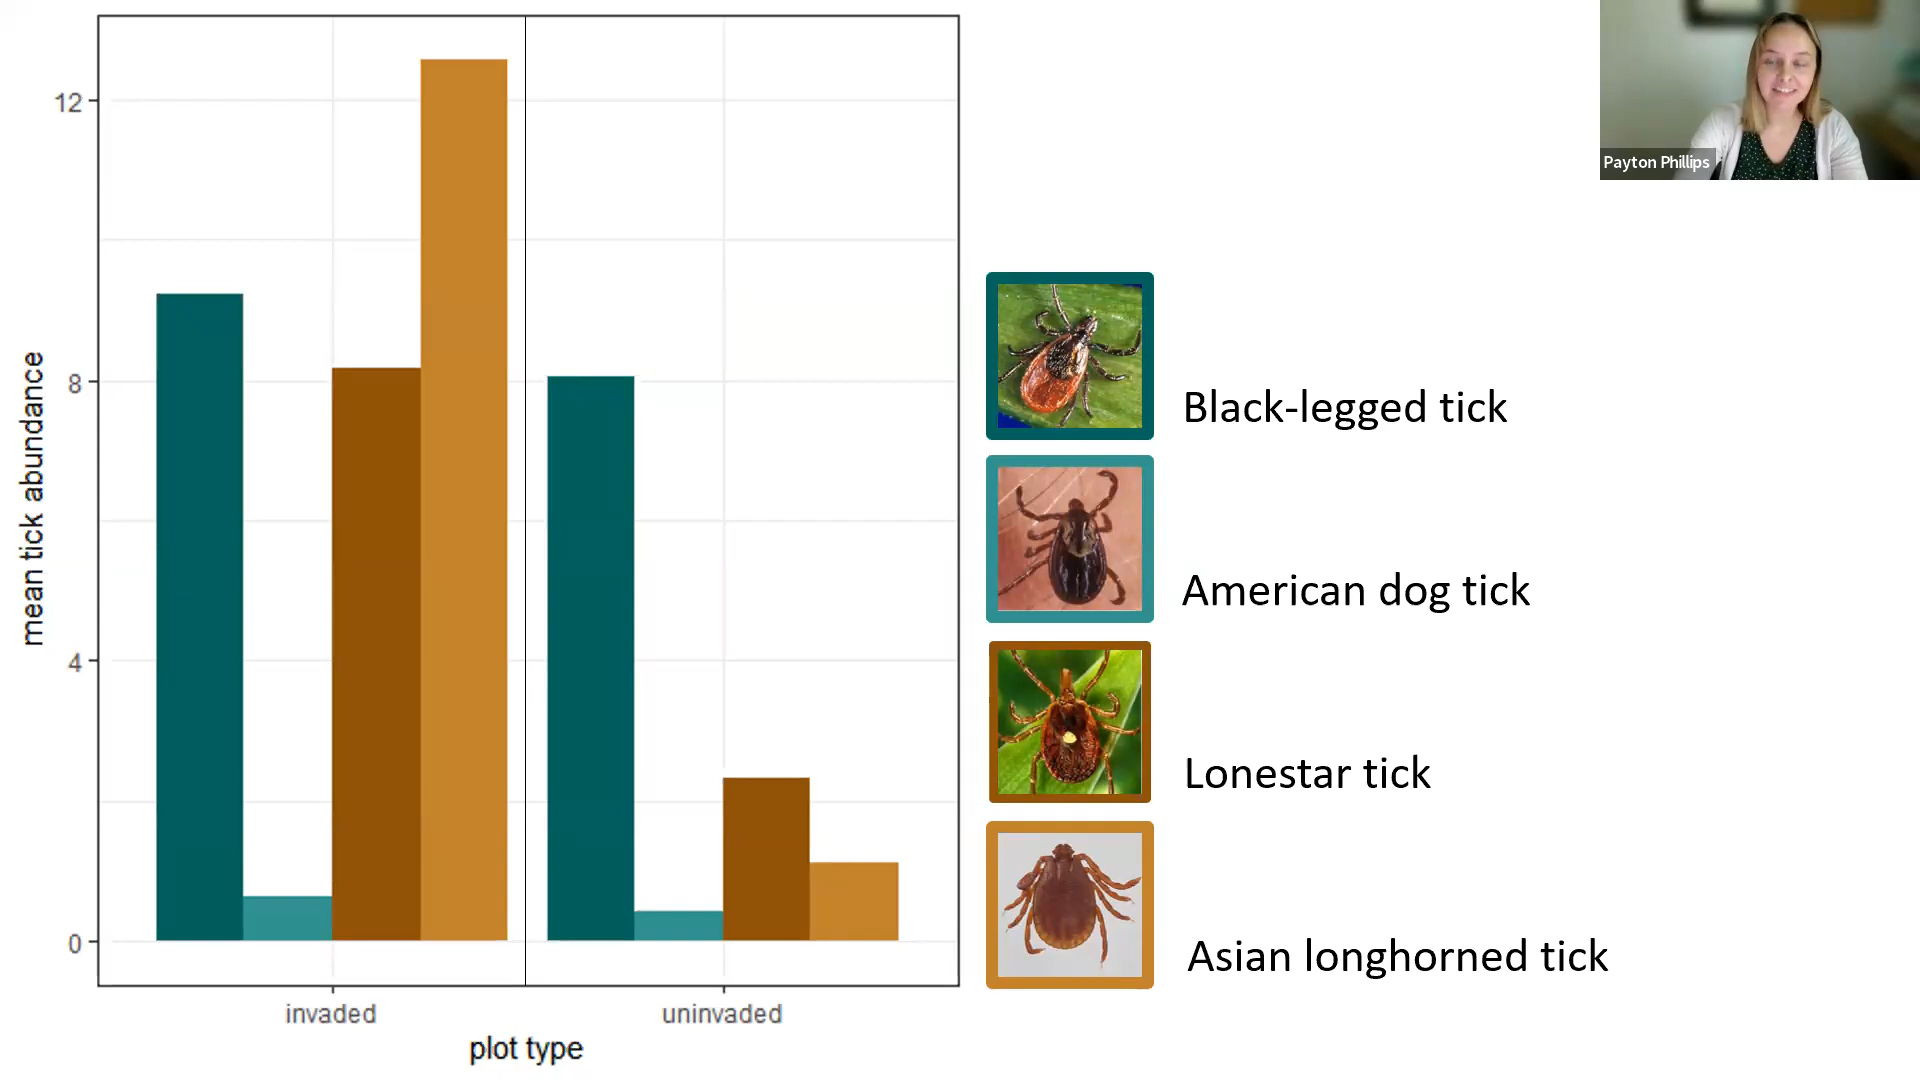 mean tick abundance
12
8
4
0
invaded
uninvaded
plot type
Black-legged tick
American dog tick
Lonestar tick
Asian longhorned tick
Payton Phillips